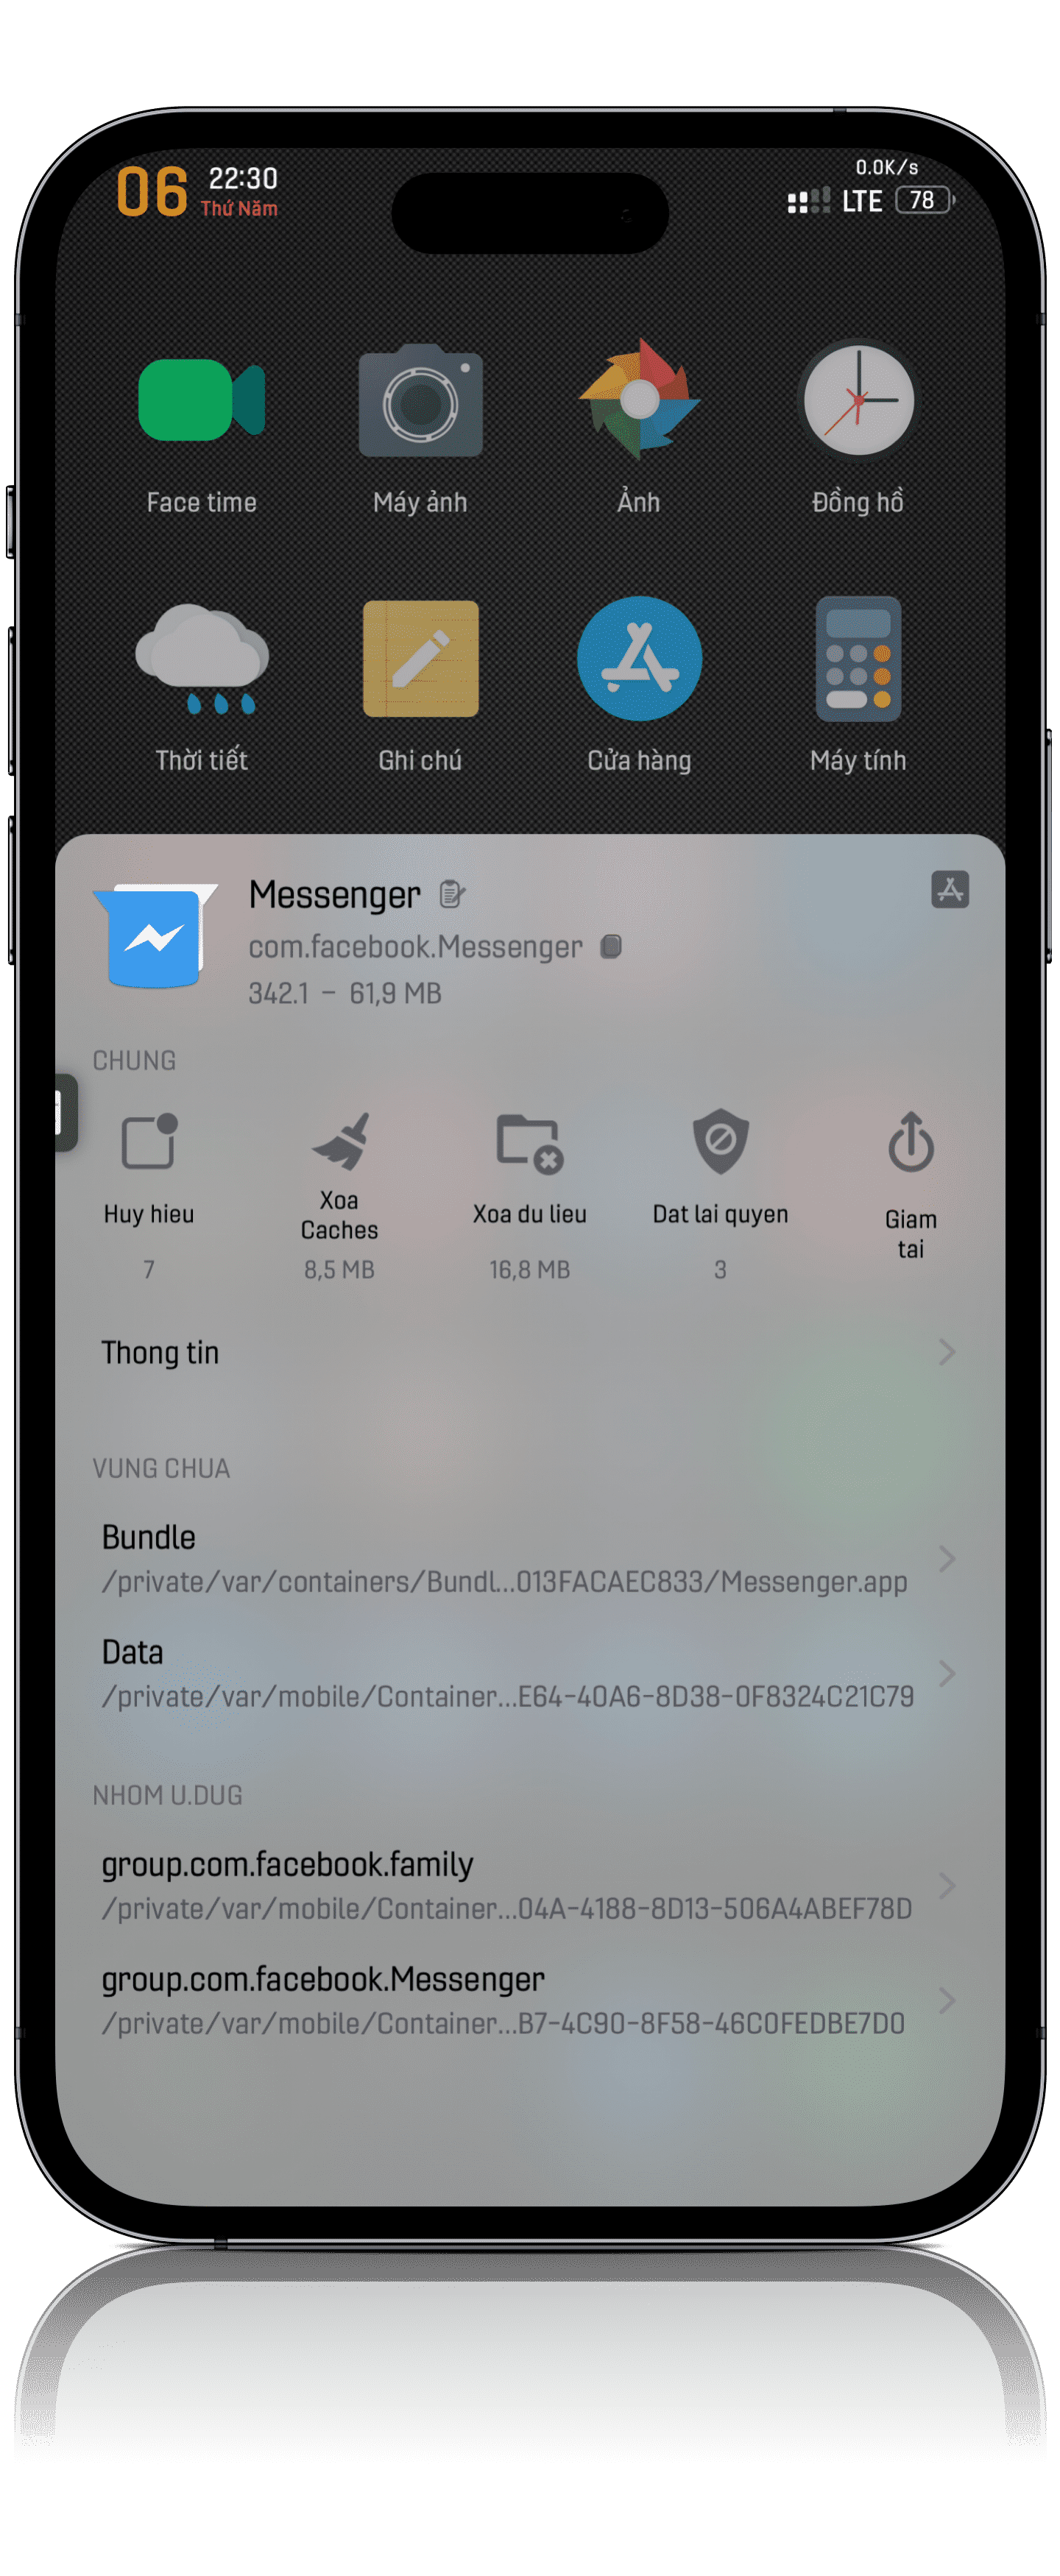 06 22:30
Thứ Năm
0.0K/s
LTE 78
Face time Máy ảnh Ảnh Đồng hồ
Thời tiết Ghi chú Cửa hàng Máy tính
Messenger
com.facebook.Messenger
342.1 – 61,9 MB
CHUNG
Huy hieu
7
Xoa
Caches
8,5 MB
Xoa du lieu
16,8 MB
Dat lai quyen
3
Giam
tai
Thong tin
VUNG CHUA
Bundle
/private/var/containers/Bundl...013FACAEC833/Messenger.app
Data
/private/var/mobile/Container...E64-40A6-8D38-0F8324C21C79
NHOM U.DUG
group.com.facebook.family
/private/var/mobile/Container...04A-4188-8D13-506A4ABEF78D
group.com.facebook.Messenger
/private/var/mobile/Container...B7-4C90-8F58-46C0FEDBE7D0